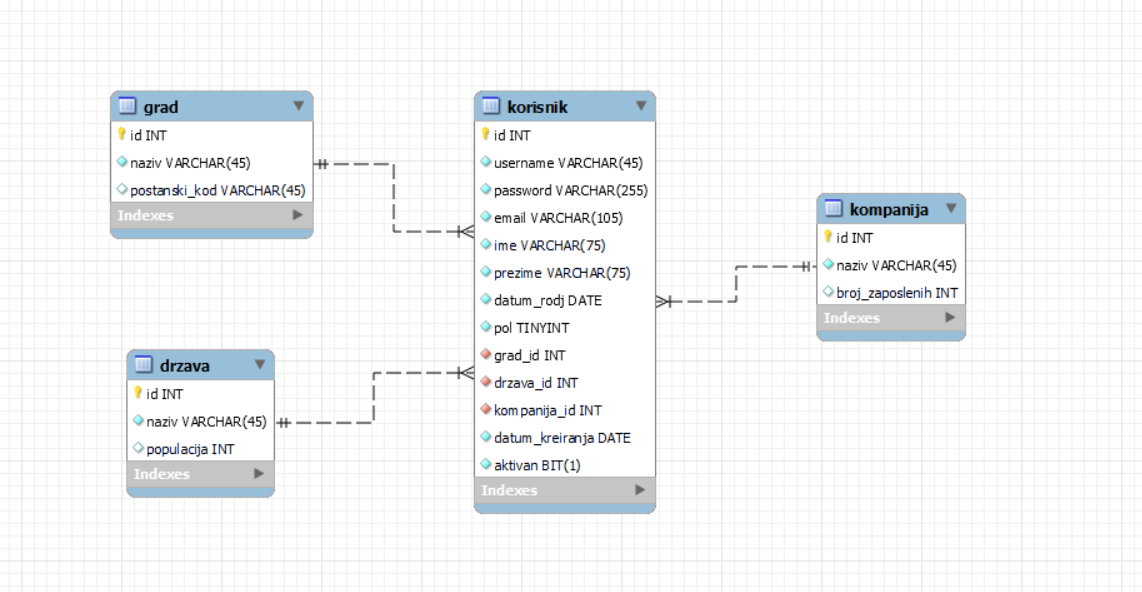 grad
id INT
naziv VARCHAR(45)
postanski_kod VARCHAR(45)
Indexes
korisnik
id INT
username VARCHAR(45)
password VARCHAR(255)
email VARCHAR(105)
ime VARCHAR(75)
prezime VARCHAR(75)
datum_rodj DATE
pol TINYINT
grad_id INT
drzava_id INT
kompanija_id INT
datum_kreiranja DATE
aktivan BIT(1)
Indexes
kompanija
id INT
naziv VARCHAR(45)
broj_zaposlenih INT
Indexes
drzava
id INT
naziv VARCHAR(45)
populacija INT
Indexes